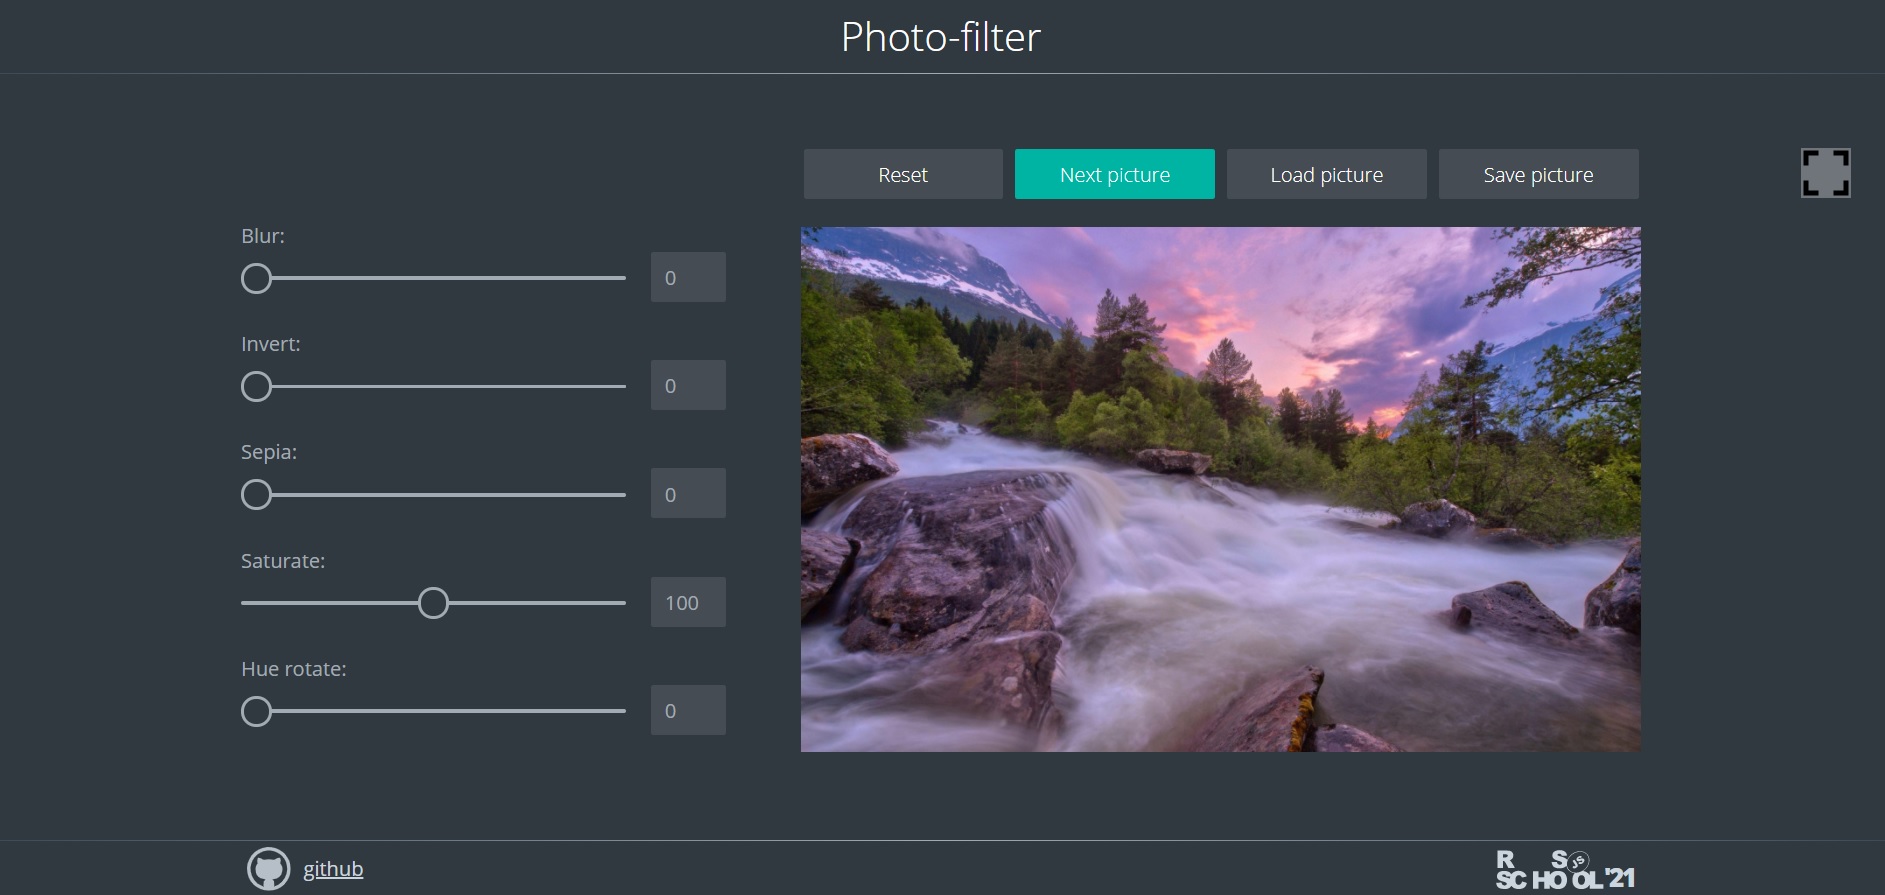 Photo-filter
Reset
Next picture
Load picture
Save picture
Blur:
0
Invert:
0
Sepia:
0
Saturate:
100
Hue rotate:
0
github
R S JS
SCHOOL'21